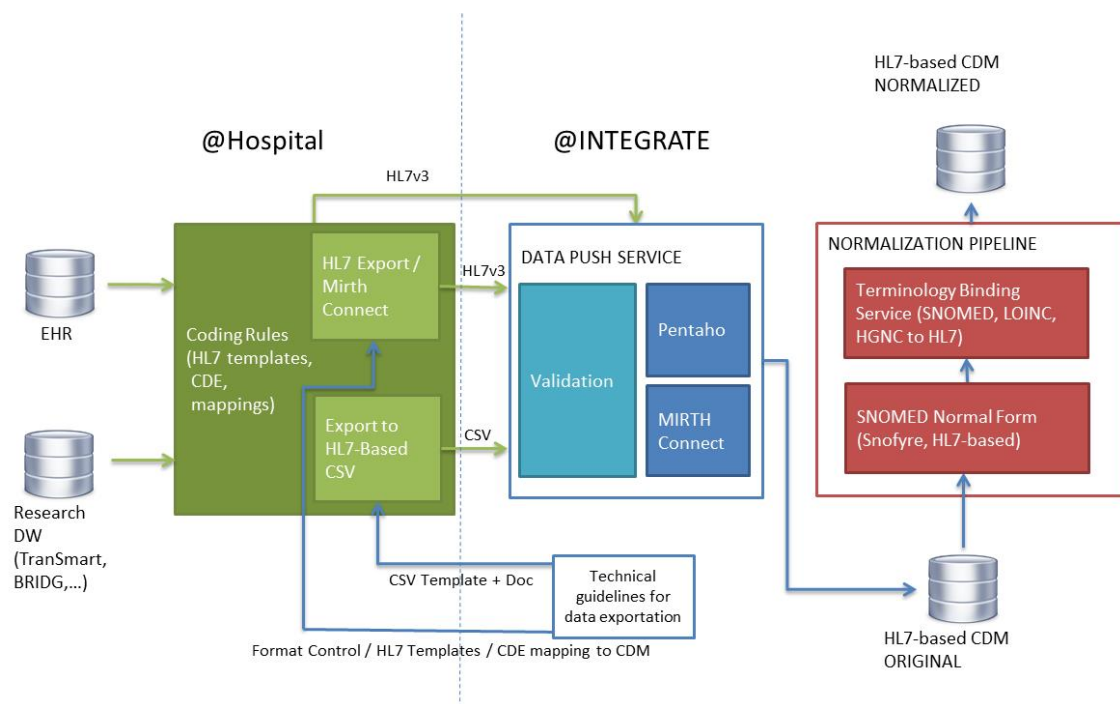 HL7-based CDM
NORMALIZED
@Hospital
@INTEGRATE
HL7v3
EHR
Coding Rules
(HL7 templates,
CDE,
mappings)
HL7 Export /
Mirth
Connect
HL7v3
DATA PUSH SERVICE
Validation
Pentaho
MIRTH
Connect
NORMALIZATION PIPELINE
Terminology Binding
Service (SNOMED, LOINC,
HGNC to HL7)
SNOMED Normal Form
(Snofyre, HL7-based)
Export to
HL7-Based
CSV
CSV
Research
DW
(TranSmart,
BRIDG,...)
CSV Template + Doc
Technical
guidelines for
data exportation
Format Control / HL7 Templates / CDE mapping to CDM
HL7-based CDM
ORIGINAL